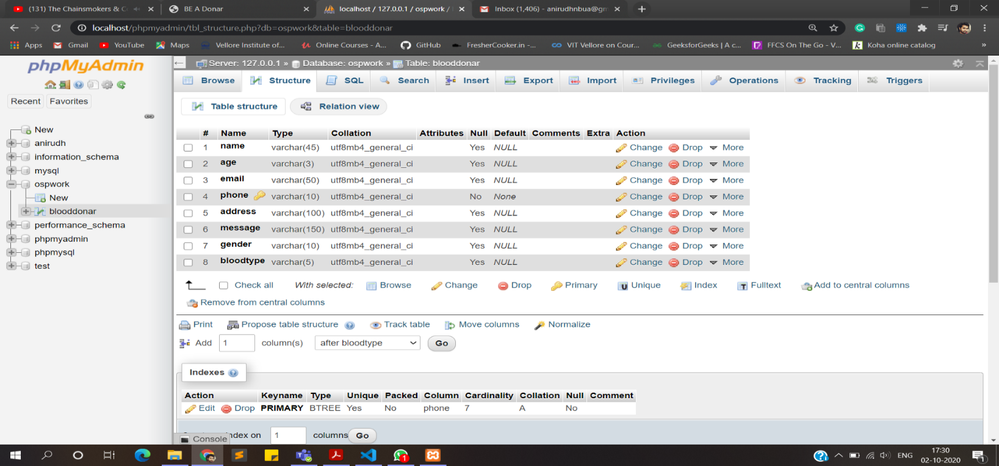 (131) The Chainsmokers & C
BE A Donar
localhost / 127.0.0.1 / ospwork /
Inbox (1,406) - anirudhnbua@gm
localhost/phpmyadmin/tbl_structure.php?db=ospwork&table=blooddonar
Apps
Gmail
YouTube
Maps
Vellore Institute of...
Online Courses - A...
GitHub
FresherCooker.in -...
VIT Vellore on Cour...
GeeksforGeeks | A c...
FFCS On The Go - V...
Koha online catalog
»
phpMyAdmin
Recent
Favorites
New
anirudh
information_schema
mysql
ospwork
New
blooddonar
performance_schema
phpmyadmin
phpmysql
test
Server: 127.0.0.1 » Database: ospwork » Table: blooddonar
Browse Structure SQL Search Insert Export Import Privileges Operations Tracking Triggers
Table structure Relation view
# Name Type Collation Attributes Null Default Comments Extra Action
1 name varchar(45) utf8mb4_general_ci Yes NULL Change Drop More
2 age varchar(3) utf8mb4_general_ci Yes NULL Change Drop More
3 email varchar(50) utf8mb4_general_ci Yes NULL Change Drop More
4 phone varchar(10) utf8mb4_general_ci No None Change Drop More
5 address varchar(100) utf8mb4_general_ci Yes NULL Change Drop More
6 message varchar(150) utf8mb4_general_ci Yes NULL Change Drop More
7 gender varchar(10) utf8mb4_general_ci Yes NULL Change Drop More
8 bloodtype varchar(5) utf8mb4_general_ci Yes NULL Change Drop More
Check all With selected: Browse Change Drop Primary Unique Index Fulltext Add to central columns
Remove from central columns
Print Propose table structure Track table Move columns Normalize
Add 1 column(s) after bloodtype Go
Indexes
Action Keyname Type Unique Packed Column Cardinality Collation Null Comment
Edit Drop PRIMARY BTREE Yes No phone 7 A No
ndex on 1 columns Go
Console
ENG
17:30
02-10-2020
1
1